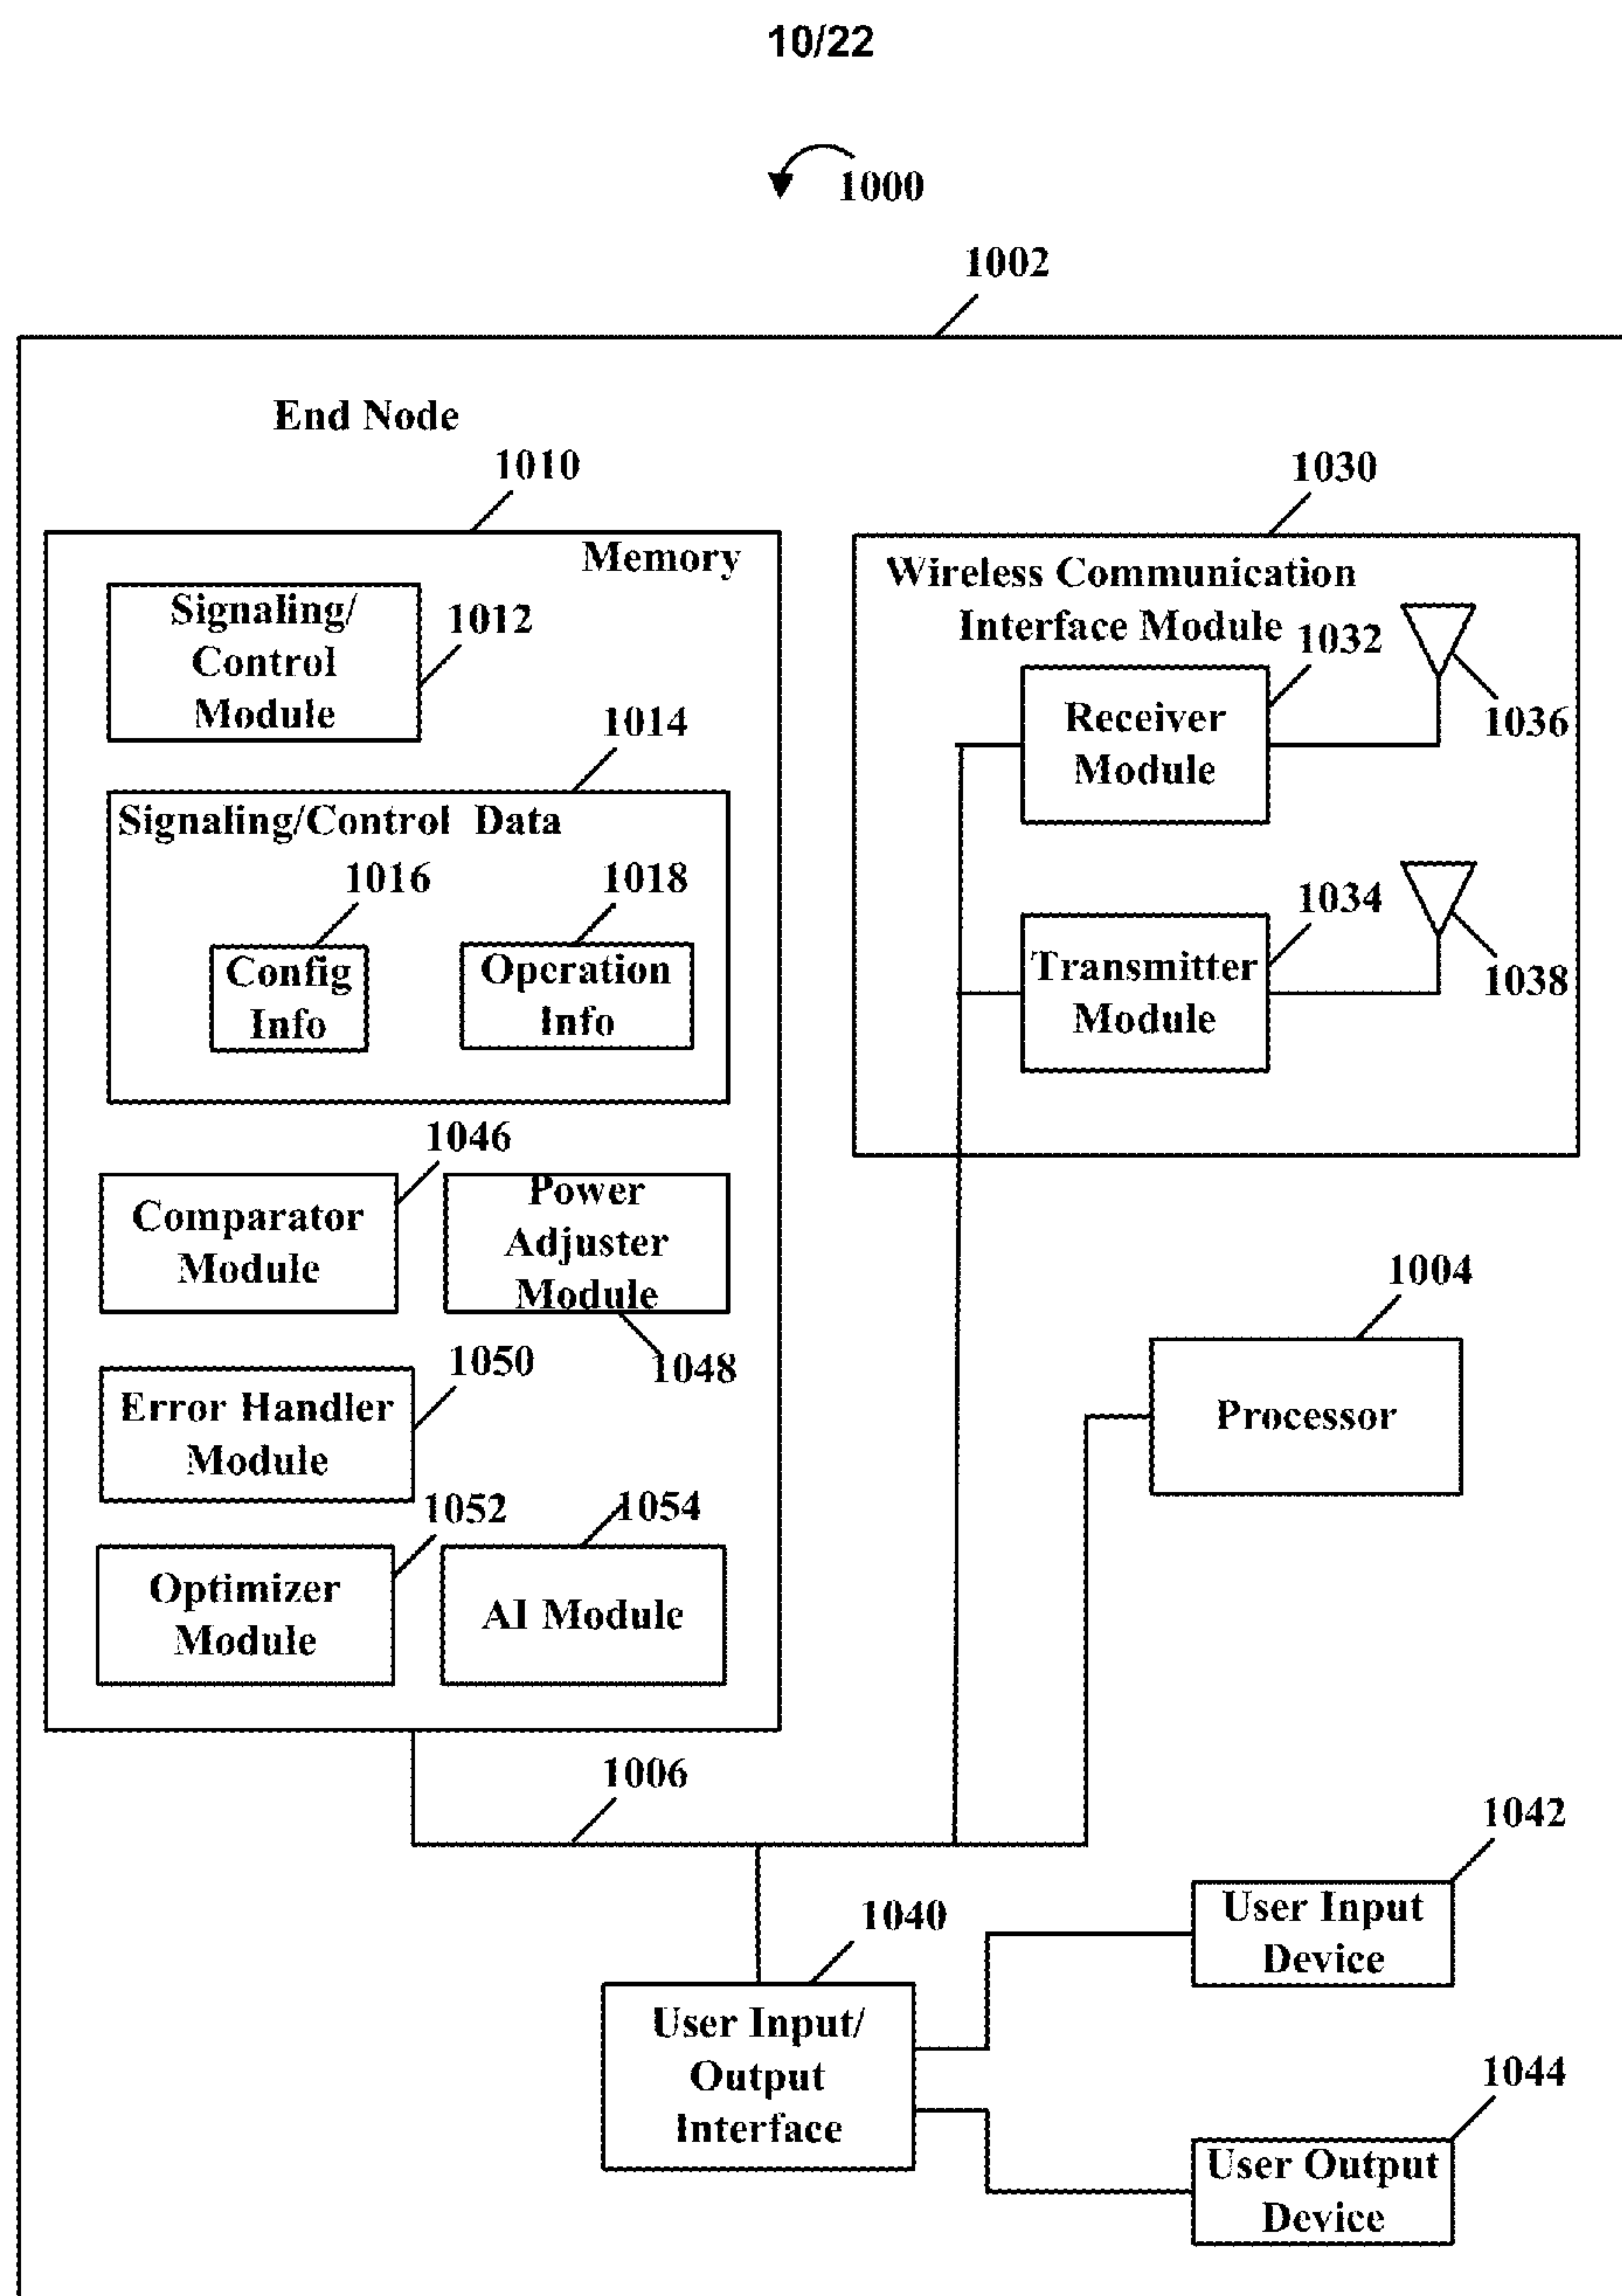 10/22
1000
1002
End Node
1010
1030
Memory
Signaling/
Control
Module
1012
1014
Signaling/Control Data
1016
1018
Config
Info
Operation
Info
1046
Comparator
Module
Power
Adjuster
Module
1048
1050
Error Handler
Module
1052
1054
Optimizer
Module
AI Module
Wireless Communication
Interface Module
1032
Receiver
Module
1036
1034
Transmitter
Module
1038
1004
Processor
1006
1042
User Input
Device
1040
User Input/
Output
Interface
1044
User Output
Device